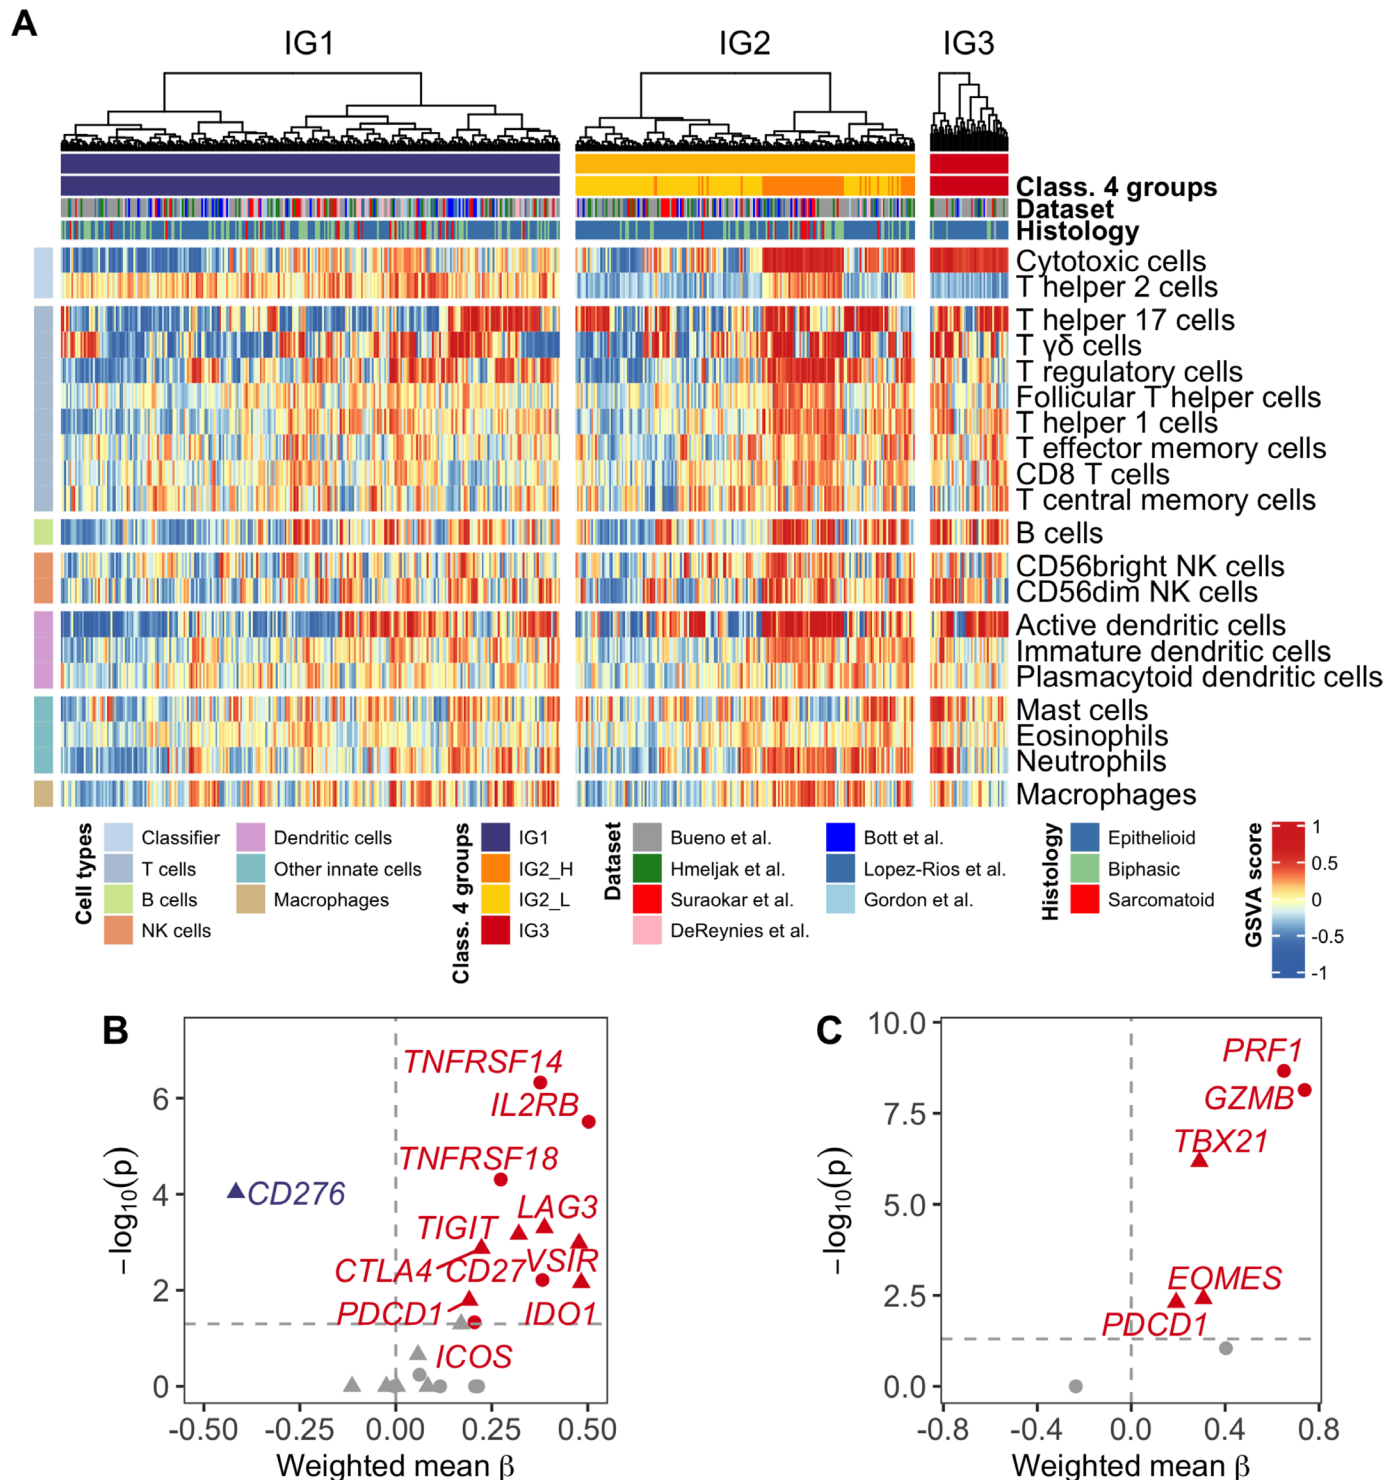 A
IG1
IG2
IG3
Class. 4 groups
Dataset
Histology
Cytotoxic cells
T helper 2 cells
T helper 17 cells
T γδ cells
T regulatory cells
Follicular T helper cells
T helper 1 cells
T effector memory cells
CD8 T cells
T central memory cells
B cells
CD56bright NK cells
CD56dim NK cells
Active dendritic cells
Immature dendritic cells
Plasmacytoid dendritic cells
Mast cells
Eosinophils
Neutrophils
Macrophages
Cell types
Classifier
T cells
B cells
NK cells
Dendritic cells
Other innate cells
Macrophages
Class. 4 groups
IG1
IG2_H
IG2_L
IG3
Dataset
Bueno et al.
Hmeljak et al.
Suraokar et al.
DeReynies et al.
Bott et al.
Lopez-Rios et al.
Gordon et al.
Histology
Epithelioid
Biphasic
Sarcomatoid
GSVA score
1
0.5
0
-0.5
-1
B
−log10(p)
6
4
2
0
TNFRSF14
IL2RB
TNFRSF18
CD276
LAG3
TIGIT
VSIR
CTLA4
CD27
PDCD1
IDO1
ICOS
-0.50
-0.25
0.00
0.25
0.50
Weighted mean β
C
−log10(p)
10.0
7.5
5.0
2.5
0.0
PRF1
GZMB
TBX21
EOMES
PDCD1
-0.8
-0.4
0.0
0.4
0.8
Weighted mean β